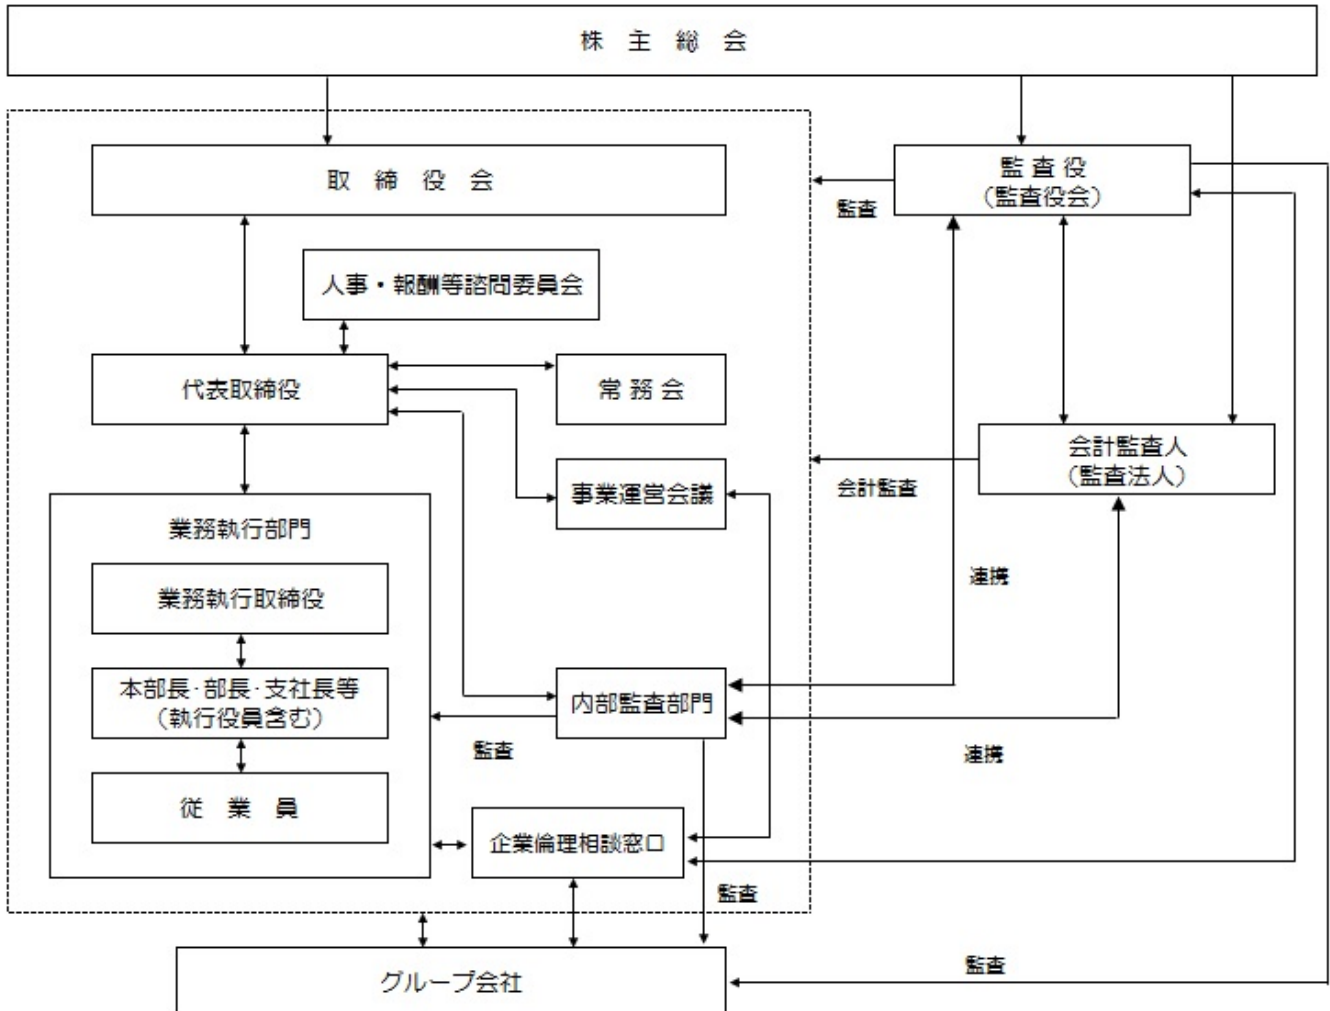 株 主 総 会
取 締 役 会
監 査 役
（監査役会）
監査
人事・報酬等諮問委員会
代表取締役
常 務 会
会計監査人
（監査法人）
会計監査
事業運営会議
業務執行部門
業務執行取締役
連携
本部長・部長・支社長等
（執行役員含む）
内部監査部門
監査
連携
従 業 員
企業倫理相談窓口
監査
グループ会社
監査